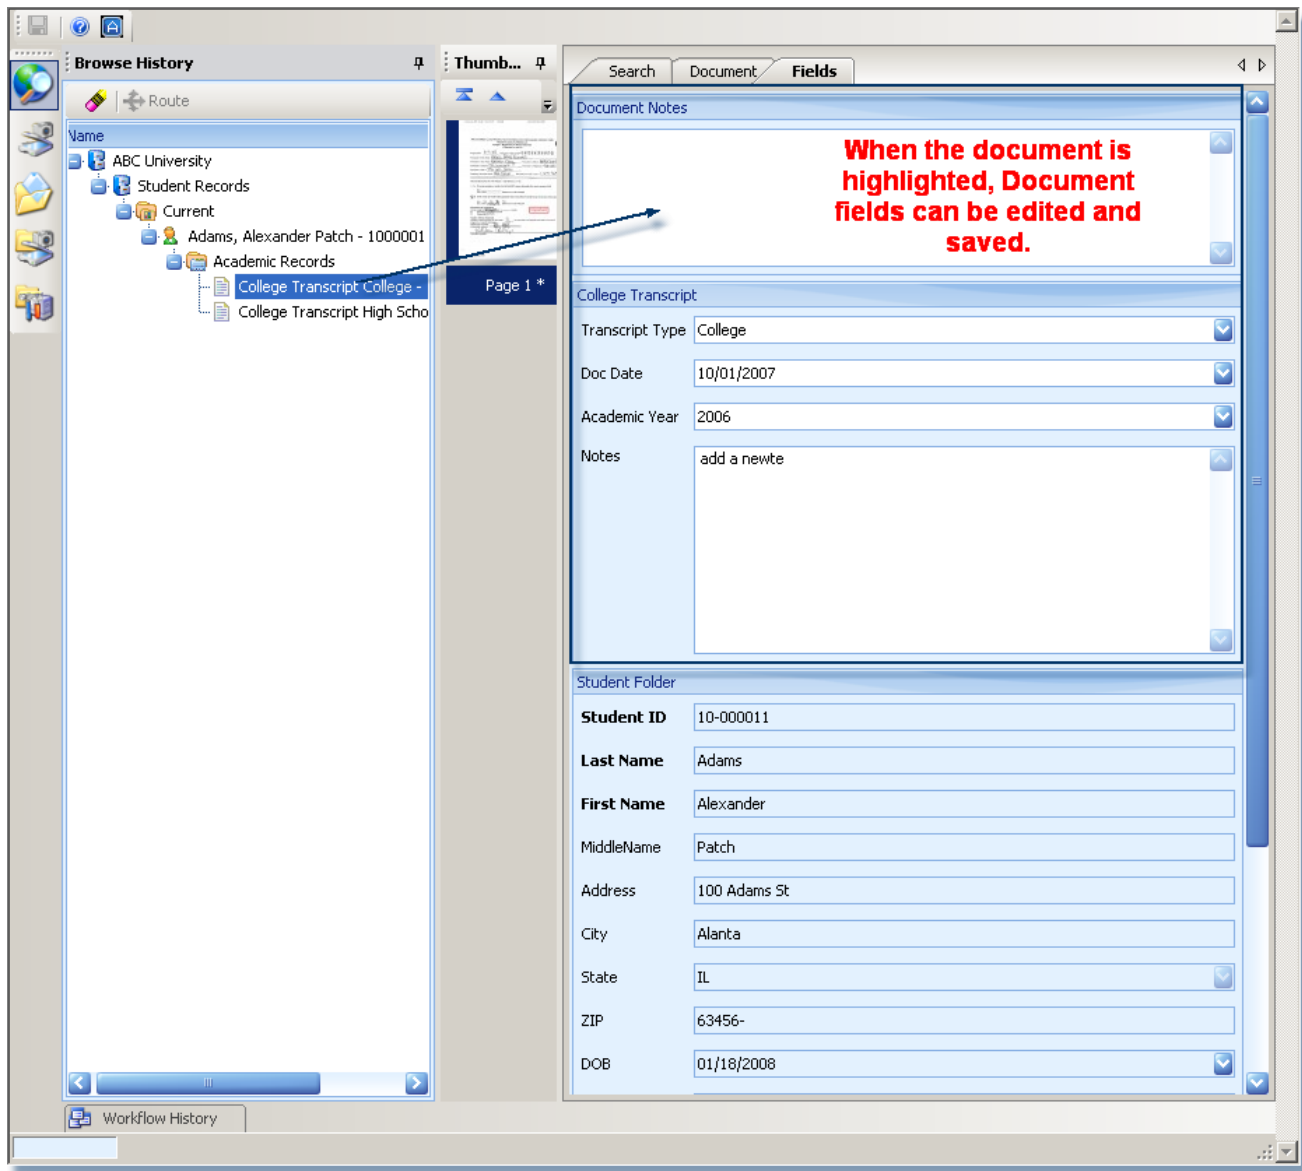 Browse History
Thumb...
Search
Document
Fields
Route
Name
ABC University
Student Records
Current
Adams, Alexander Patch - 1000001
Academic Records
College Transcript College -
College Transcript High Scho
Page 1 *
Document Notes
When the document is
highlighted, Document
fields can be edited and
saved.
College Transcript
Transcript Type College
Doc Date 10/01/2007
Academic Year 2006
Notes add a newte
Student Folder
Student ID 10-000011
Last Name Adams
First Name Alexander
MiddleName Patch
Address 100 Adams St
City Alanta
State IL
ZIP 63456-
DOB 01/18/2008
Workflow History